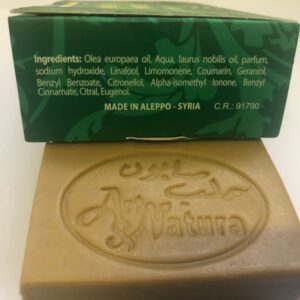 Ingredients: Olea europaea oil, Aqua, laurus nobilis oil, parfum,
sodium hydroxide, Linalool, Limomonene, Coumarin, Geraniol,
Benzyl Benzoate, Citronellol, Alpha-isomethyl Ionone, Benzyl
Cinnamate, Citral, Eugenol.
MADE IN ALEPPO - SYRIA C.R.: 91790
صابون
حلب
Art Natura